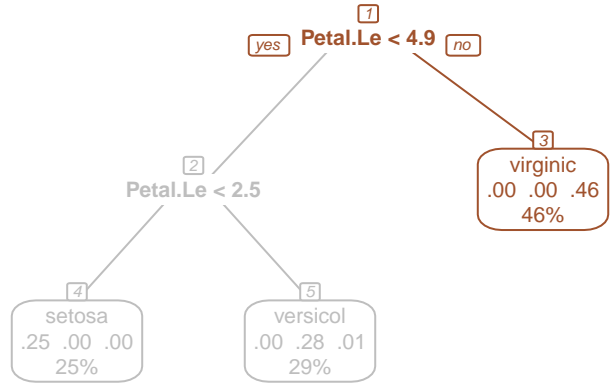 1
yes Petal.Le < 4.9 no
3
virginic
.00 .00 .46
46%
2
Petal.Le < 2.5
4
setosa
.25 .00 .00
25%
5
versicol
.00 .28 .01
29%